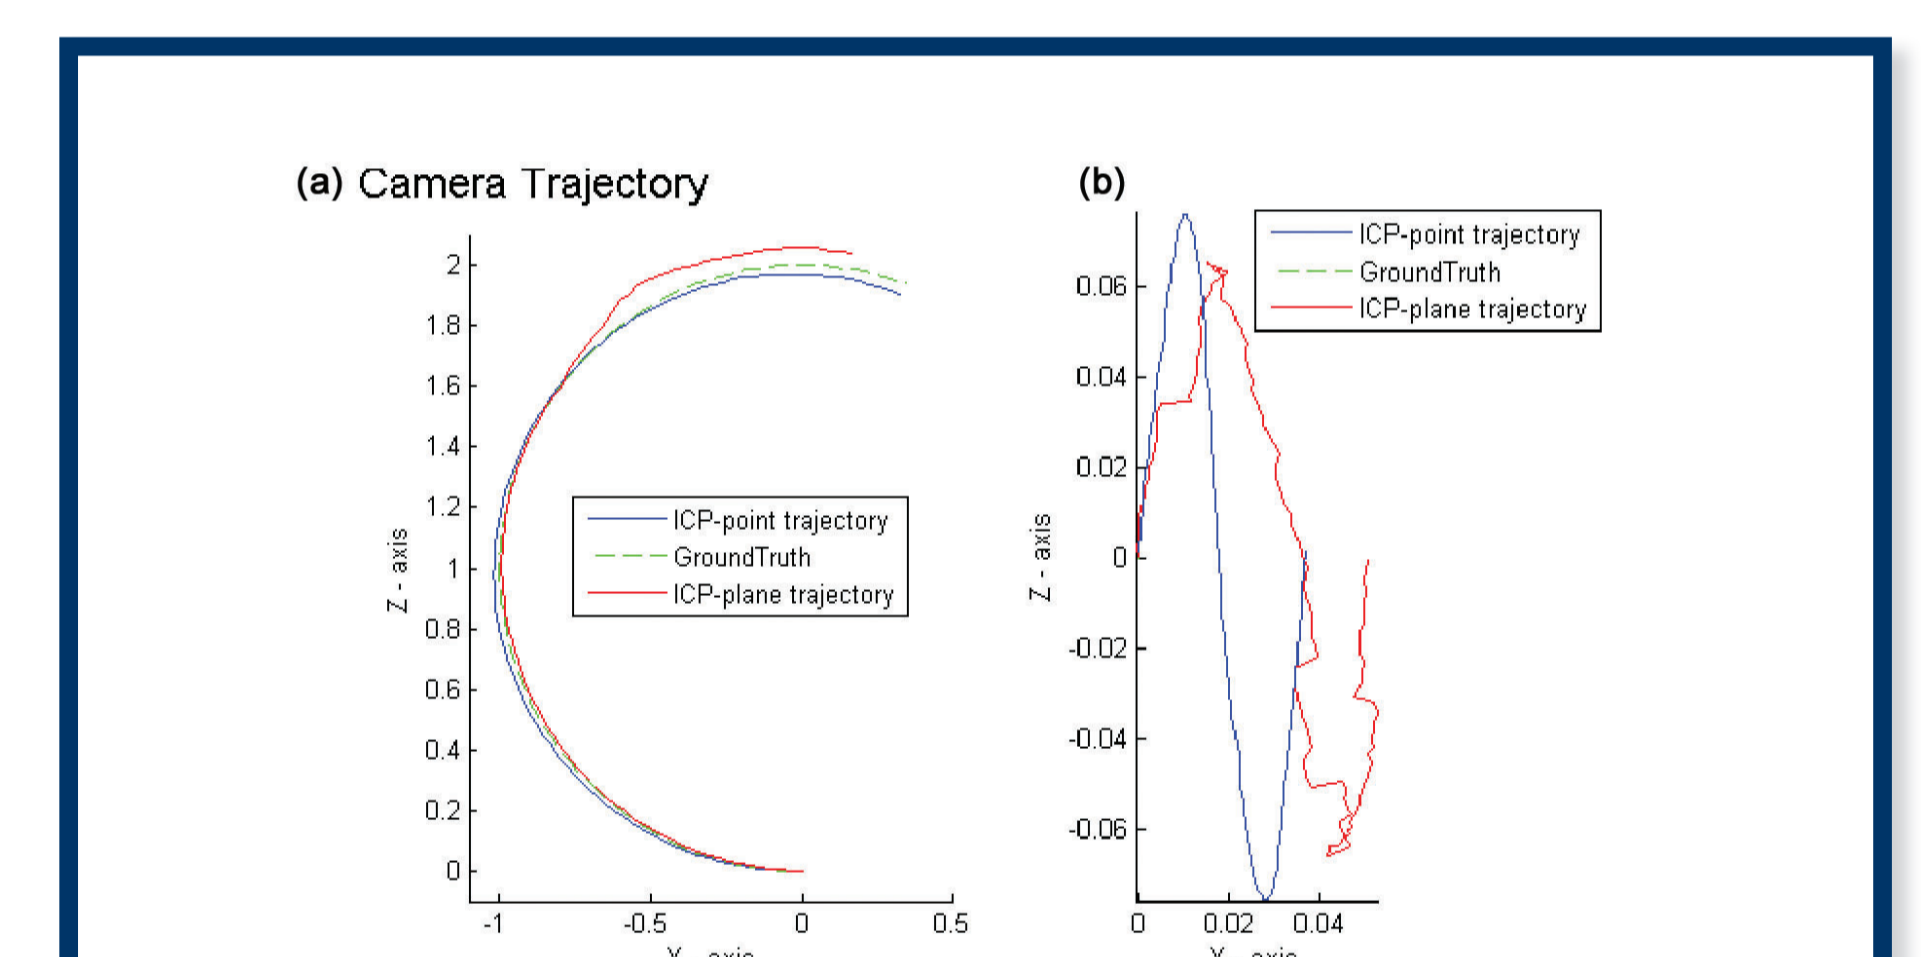 (a) Camera Trajectory
2
1.8
1.6
1.4
1.2
1
0.8
0.6
0.4
0.2
0
Z - axis
ICP-point trajectory
GroundTruth
ICP-plane trajectory
-1
-0.5
0
0.5
axis
(b)
0.06
0.04
0.02
0
-0.02
-0.04
-0.06
Z - axis
ICP-point trajectory
GroundTruth
ICP-plane trajectory
0
0.02
0.04
axis